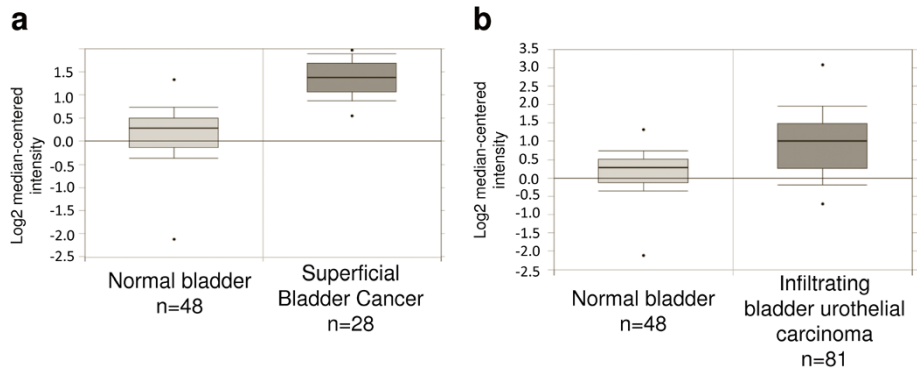 a
Log2 median-centered
intensity
1.5
1.0
0.5
0.0
-0.5
-1.0
-1.5
-2.0
-2.5
Normal bladder
n=48
Superficial
Bladder Cancer
n=28
b
Log2 median-centered
intensity
3.5
3.0
2.5
2.0
1.5
1.0
0.5
0.0
-0.5
-1.0
-1.5
-2.0
-2.5
Normal bladder
n=48
Infiltrating
bladder urothelial
carcinoma
n=81